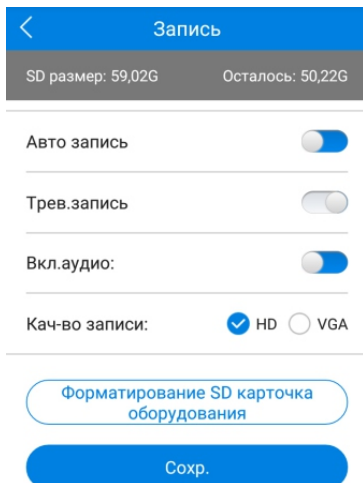 Запись
SD размер: 59,02G Осталось: 50,22G
Авто запись
Трев.запись
Вкл.аудио:
Кач-во записи: HD VGA
Форматирование SD карточка
оборудования
Сохр.